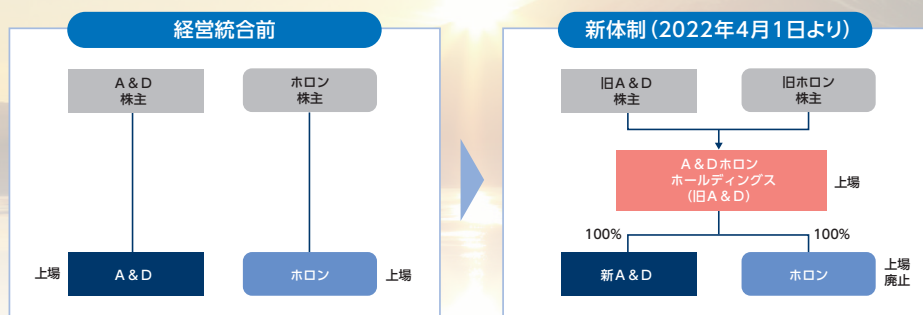 経営統合前
A&D
株主
ホロン
株主
上場
A&D
ホロン
上場
新体制(2022年4月1日より)
旧A&D
株主
旧ホロン
株主
A&Dホロン
ホールディングス
(旧A&D)
上場
100%
100%
新A&D
ホロン
上場
廃止